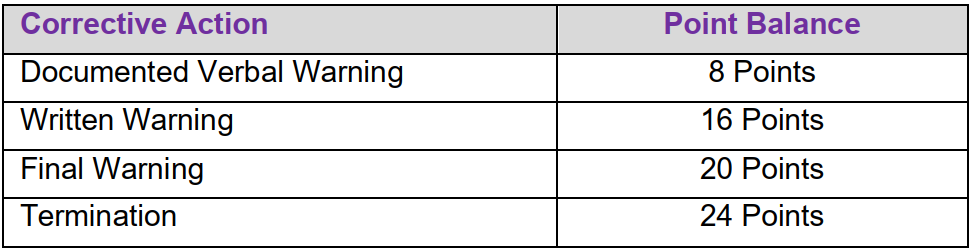 Corrective Action Point Balance
Documented Verbal Warning 8 Points
Written Warning 16 Points
Final Warning 20 Points
Termination 24 Points